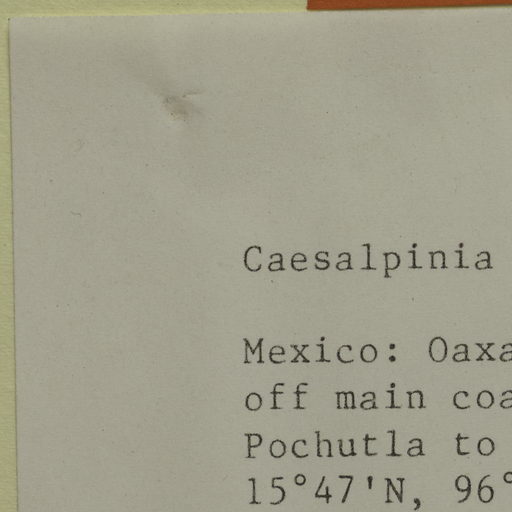 Caesalpinia
Mexico: Oaxa
off main coa
Pochutla to
15°47'N, 96°